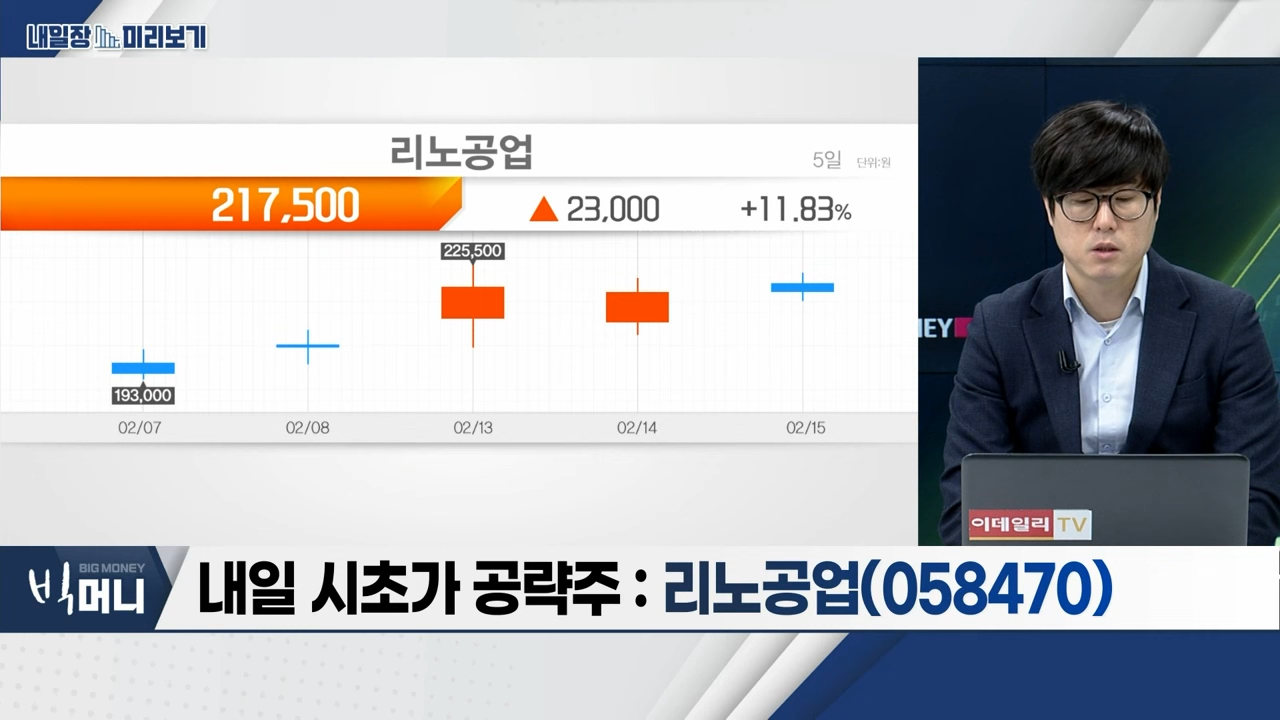 내일장 미리보기
리노공업
5일 단위:원
217,500 ▲ 23,000 +11.83%
225,500
193,000
02/07 02/08 02/13 02/14 02/15
NEY
이데일리 TV
빅머니 BIG MONEY
내일 시초가 공략주 : 리노공업(058470)